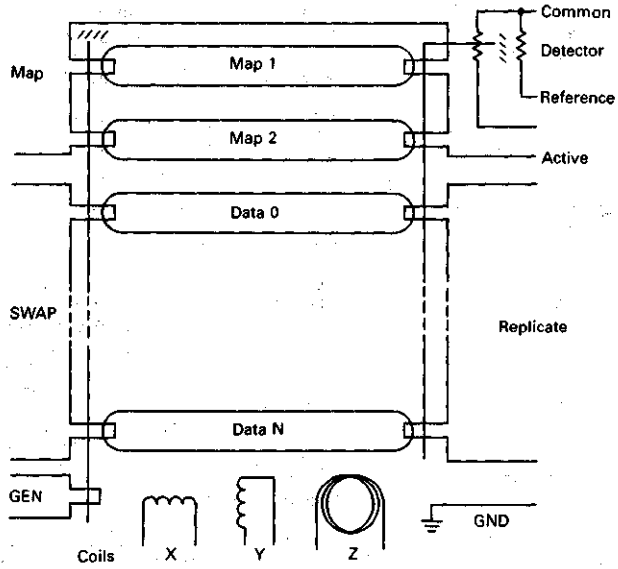 Common
Map 1
Detector
Map
Reference
Map 2
Active
Data 0
SWAP
Replicate
Data N
GEN
GND
Coils
X
Y
Z